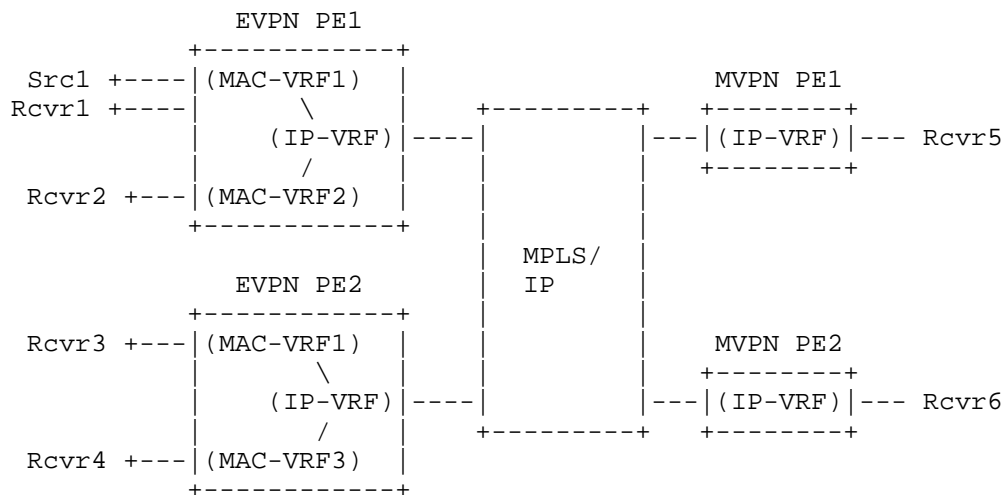 EVPN PE1
+------------+
Src1 +----|(MAC-VRF1) |
Rcvr1 +----| \ | +---------+ +--------+ MVPN PE1
| (IP-VRF)|----| |---|(IP-VRF)|--- Rcvr5
| / | | | +--------+
Rcvr2 +---|(MAC-VRF2) | | |
+------------+ | |
| MPLS/ |
EVPN PE2 | IP |
+------------+ | |
Rcvr3 +---|(MAC-VRF1) | | | MVPN PE2
| \ | | | +--------+
| (IP-VRF)|----| |---|(IP-VRF)|--- Rcvr6
| / | +---------+ +--------+
Rcvr4 +---|(MAC-VRF3) |
+------------+